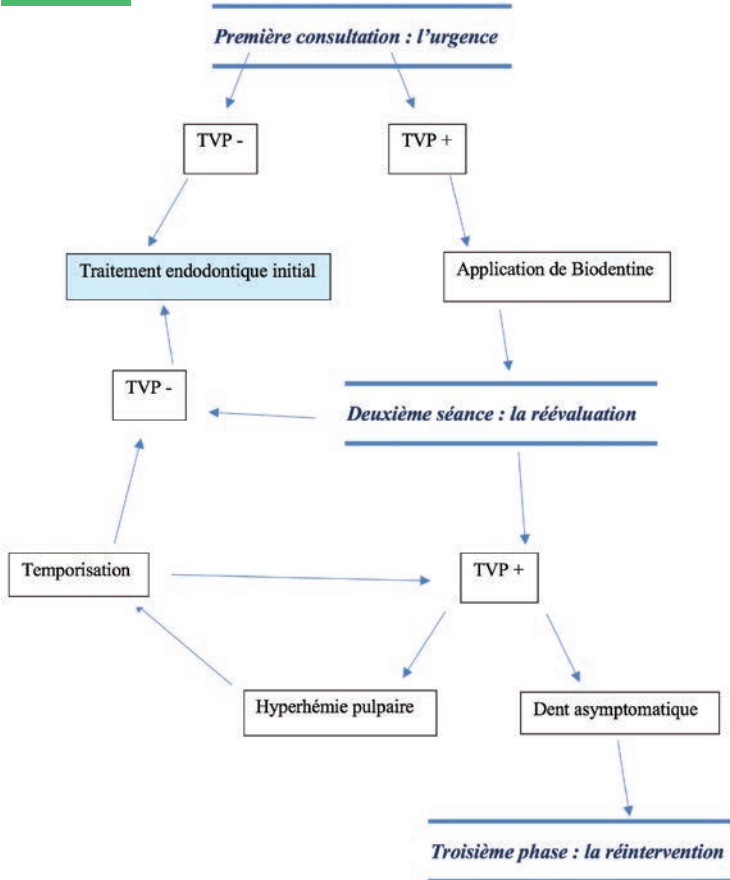 Première consultation : l'urgence
TVP -
TVP +
Traitement endodontique initial
Application de Biodentine
TVP -
Deuxième séance : la réévaluation
Temporisation
TVP +
Hyperhémie pulpaire
Dent asymptomatique
Troisième phase : la réintervention